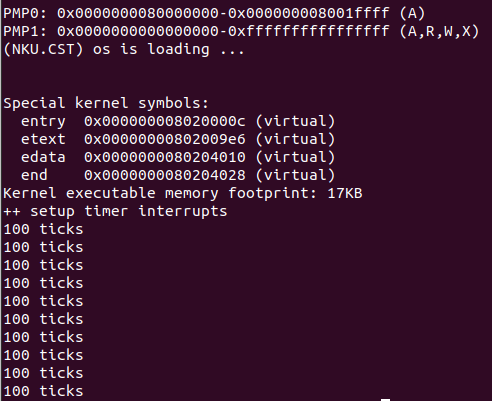 PMP0: 0x0000000080000000-0x000000008001ffff (A)
PMP1: 0x0000000000000000-0xffffffffffffffff (A,R,W,X)
(NKU.CST) os is loading ...
Special kernel symbols:
  entry  0x000000008020000c (virtual)
  etext  0x00000000802009e6 (virtual)
  edata  0x0000000080204010 (virtual)
  end    0x0000000080204028 (virtual)
Kernel executable memory footprint: 17KB
++ setup timer interrupts
100 ticks
100 ticks
100 ticks
100 ticks
100 ticks
100 ticks
100 ticks
100 ticks
100 ticks
100 ticks